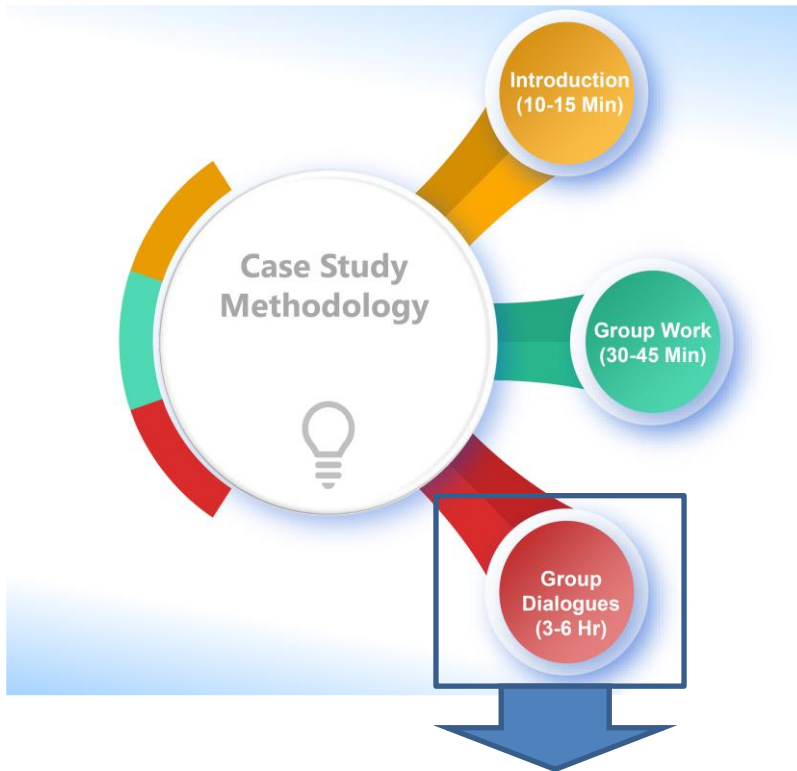 Introduction
(10-15 Min)
Case Study
Methodology
Group Work
(30-45 Min)
Group
Dialogues
(3-6 Hr)